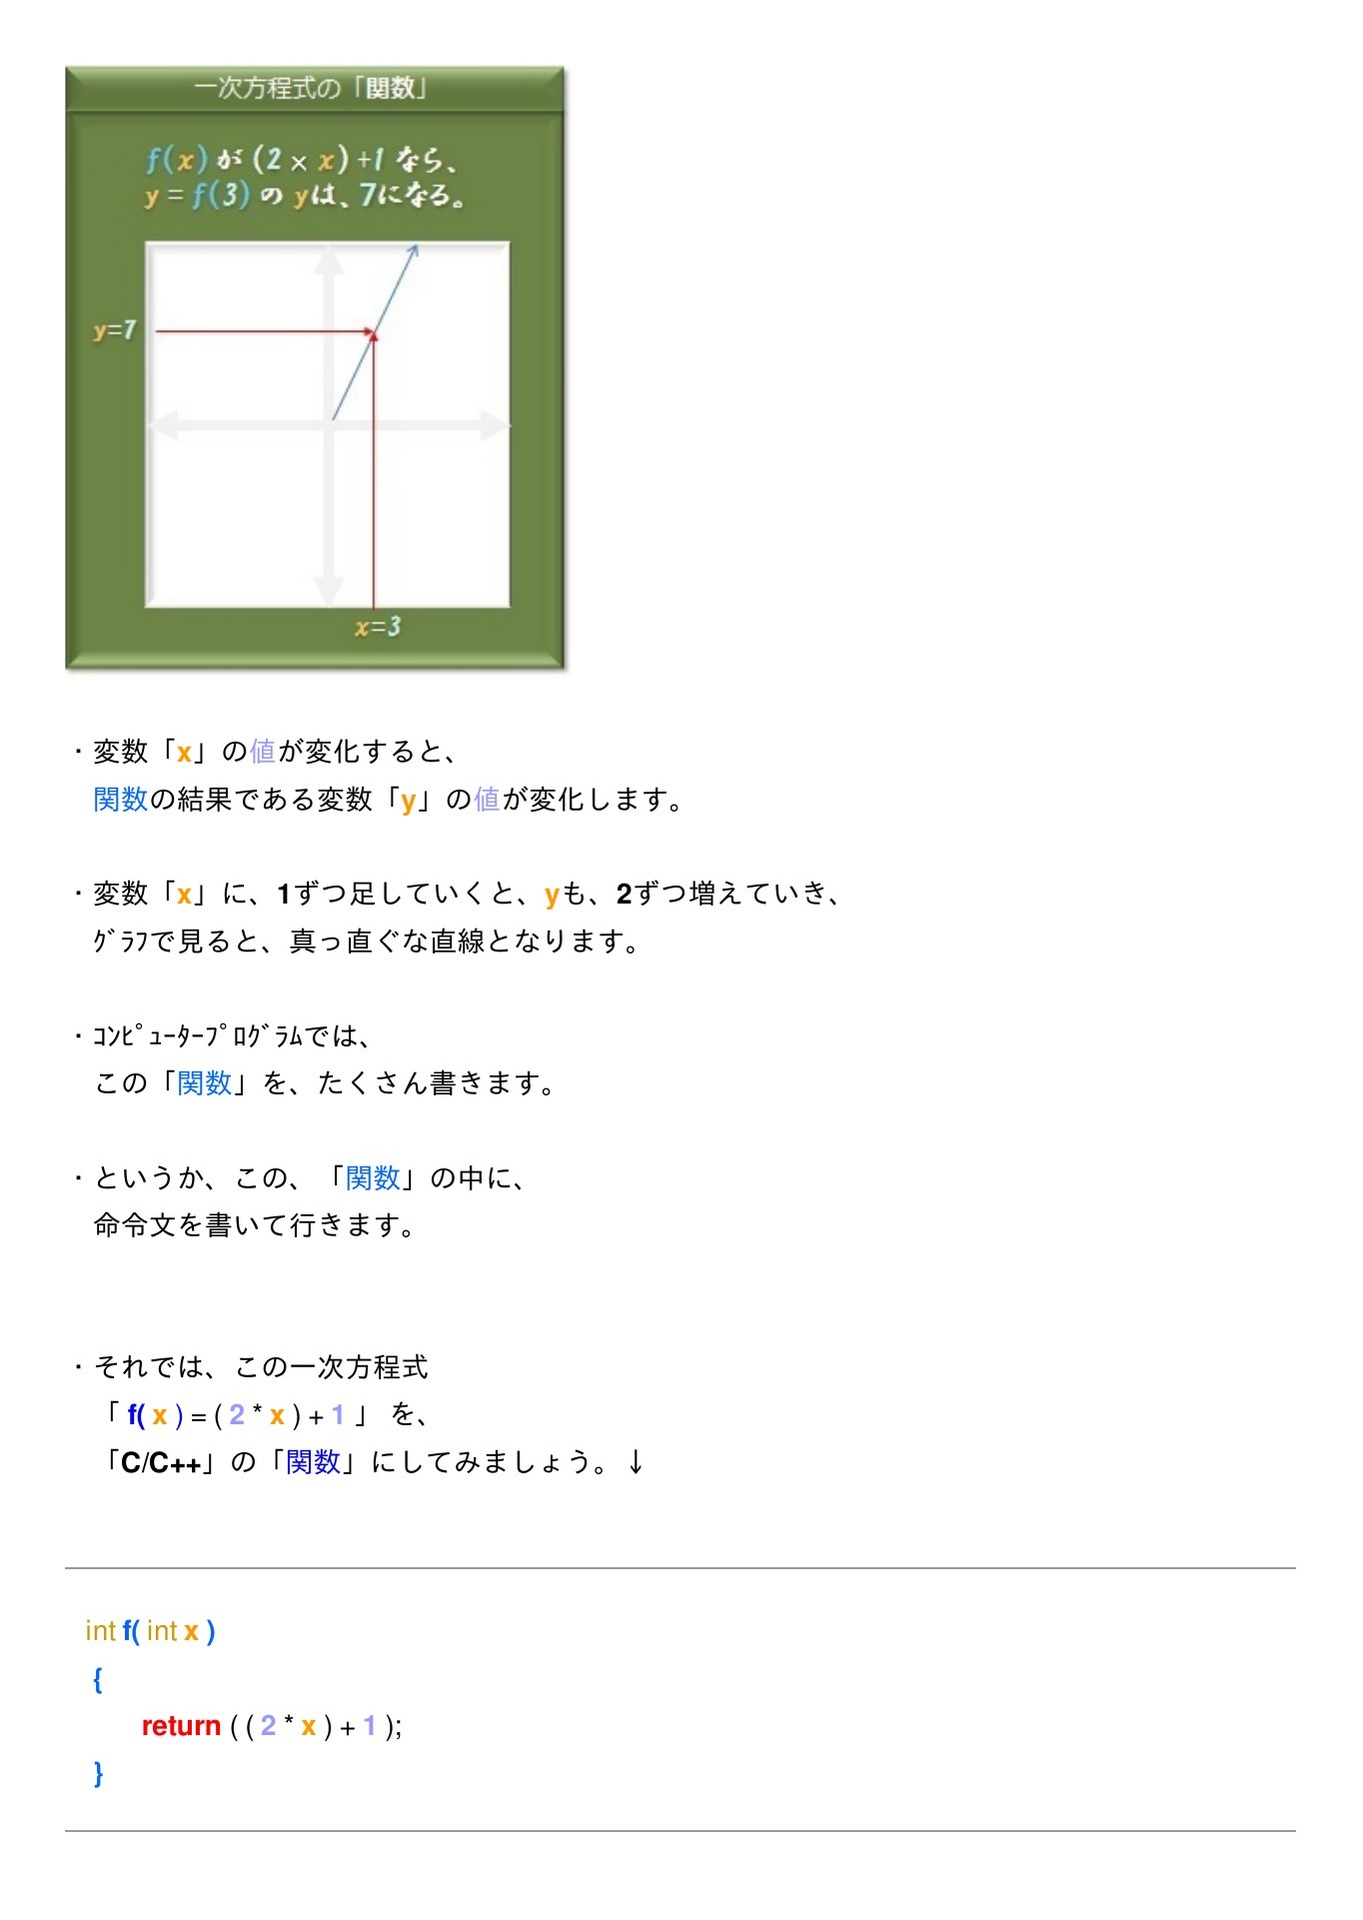 一次方程式の「関数」
f(x) が (2 × x) +1 なら、
y = f(3) の yは、7になる。
y=7
x=3
・変数「x」の値が変化すると、
関数の結果である変数「y」の値が変化します。
・変数「x」に、1ずつ足していくと、yも、2ずつ増えていき、
ｸﾞﾗﾌで見ると、真っ直ぐな直線となります。
・ｺﾝﾋﾟｭｰﾀｰﾌﾟﾛｸﾞﾗﾑでは、
この「関数」を、たくさん書きます。
・というか、この、「関数」の中に、
命令文を書いて行きます。
・それでは、この一次方程式
「 f( x ) = ( 2 * x ) + 1 」 を、
「C/C++」の「関数」にしてみましょう。↓
int f( int x )
{
return ( ( 2 * x ) + 1 );
}